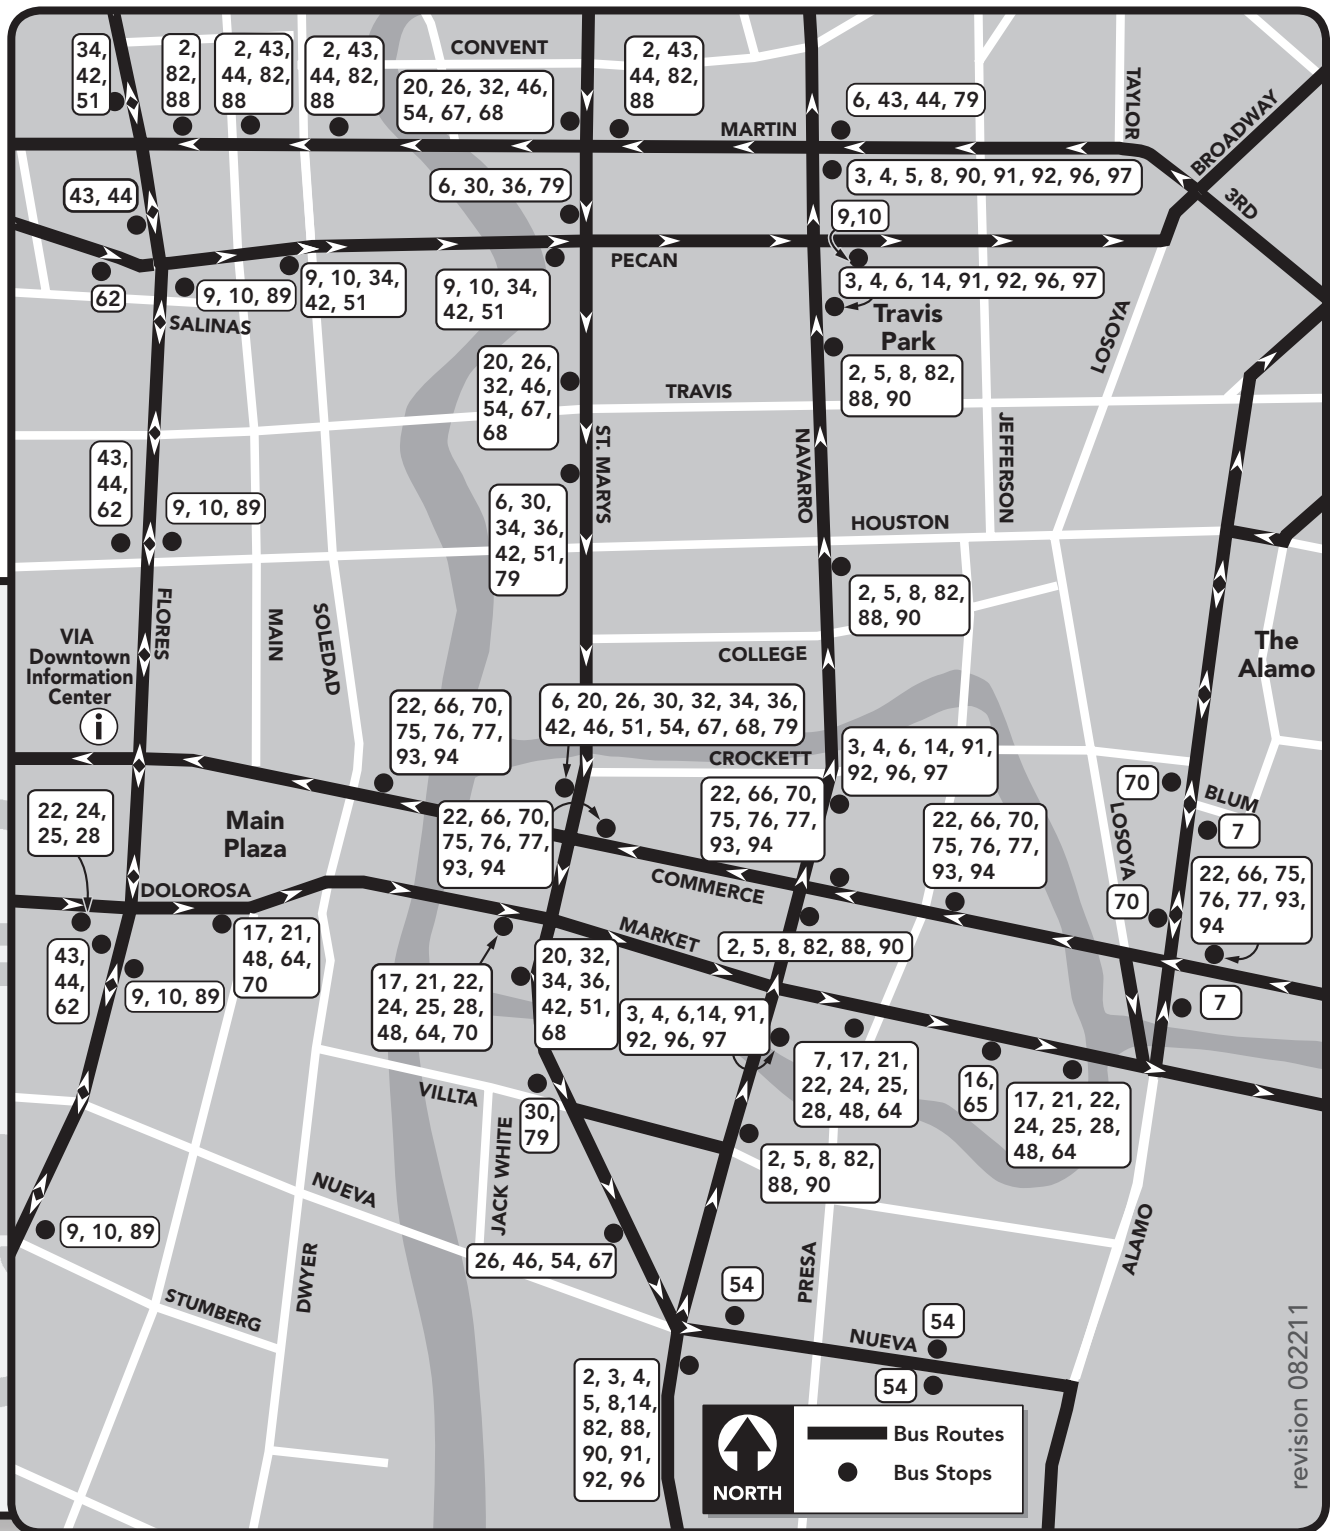 CONVENT
34,
42,
51
2,
82,
88
2, 43,
44, 82,
88
2, 43,
44, 82,
88
20, 26, 32, 46,
54, 67, 68
2, 43,
44, 82,
88
6, 43, 44, 79
TAYLOR
BROADWAY
MARTIN
3, 4, 5, 8, 90, 91, 92, 96, 97
6, 30, 36, 79
43, 44
3RD
9,10
PECAN
62
9, 10, 89
9, 10, 34,
42, 51
9, 10, 34,
42, 51
3, 4, 6, 14, 91, 92, 96, 97
SALINAS
Travis
Park
LOSOYA
20, 26,
32, 46,
54, 67,
68
TRAVIS
2, 5, 8, 82,
88, 90
ST. MARYS
NAVARRO
JEFFERSON
43,
44,
62
9, 10, 89
6, 30,
34, 36,
42, 51,
79
HOUSTON
2, 5, 8, 82,
88, 90
FLORES
MAIN
SOLEDAD
VIA
Downtown
Information
Center
i
COLLEGE
The
Alamo
22, 66, 70,
75, 76, 77,
93, 94
6, 20, 26, 30, 32, 34, 36,
42, 46, 51, 54, 67, 68, 79
CROCKETT
3, 4, 6, 14, 91,
92, 96, 97
70
BLUM
7
22, 24,
25, 28
Main
Plaza
22, 66, 70,
75, 76, 77,
93, 94
22, 66, 70,
75, 76, 77,
93, 94
22, 66, 70,
75, 76, 77,
93, 94
LOSOYA
22, 66, 75,
76, 77, 93,
94
DOLOROSA
COMMERCE
70
MARKET
2, 5, 8, 82, 88, 90
43,
44,
62
9, 10, 89
17, 21,
48, 64,
70
17, 21, 22,
24, 25, 28,
48, 64, 70
20, 32,
34, 36,
42, 51,
68
3, 4, 6,14, 91,
92, 96, 97
7
7, 17, 21,
22, 24, 25,
28, 48, 64
16,
65
17, 21, 22,
24, 25, 28,
48, 64
VILLTA
30,
79
JACK WHITE
2, 5, 8, 82,
88, 90
NUEVA
9, 10, 89
26, 46, 54, 67
ALAMO
DWYER
PRESA
STUMBERG
54
54
NUEVA
54
2, 3, 4,
5, 8,14,
82, 88,
90, 91,
92, 96
NORTH
Bus Routes
Bus Stops
revision 082211